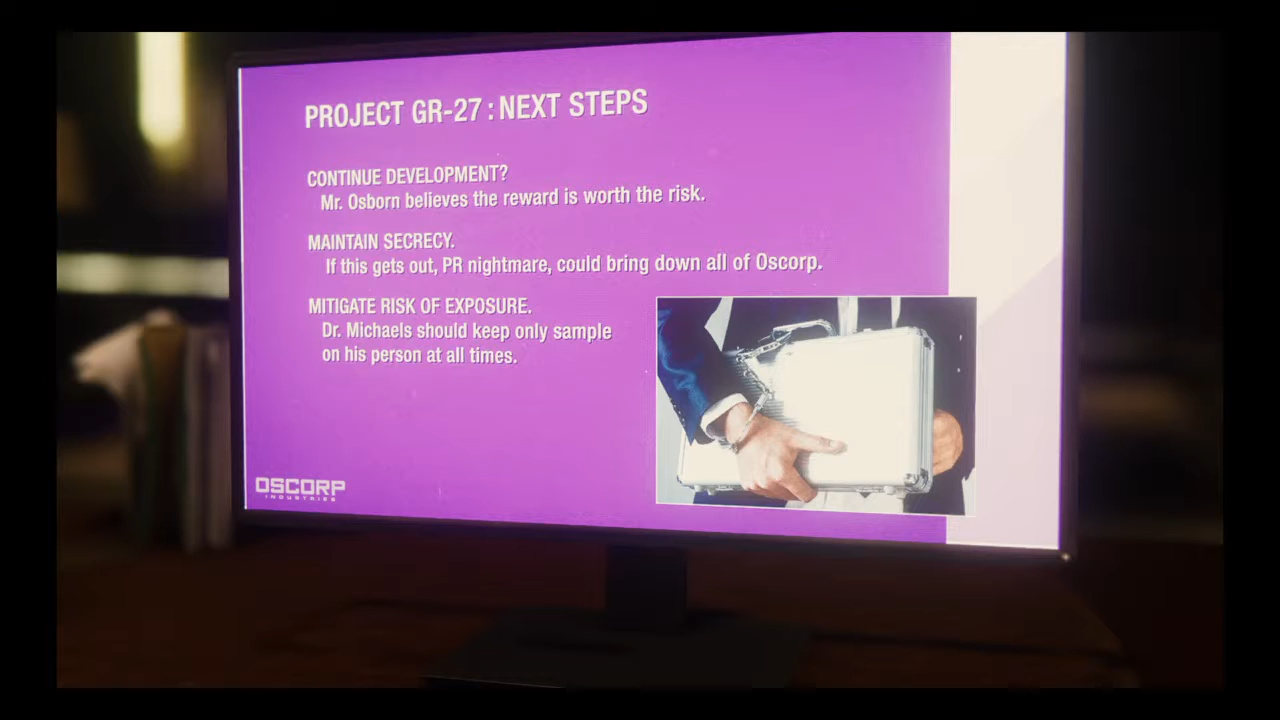 PROJECT GR-27 : NEXT STEPS
CONTINUE DEVELOPMENT?
Mr. Osborn believes the reward is worth the risk.
MAINTAIN SECRECY.
If this gets out, PR nightmare, could bring down all of Oscorp.
MITIGATE RISK OF EXPOSURE.
Dr. Michaels should keep only sample
on his person at all times.
OSCORP
INDUSTRIES